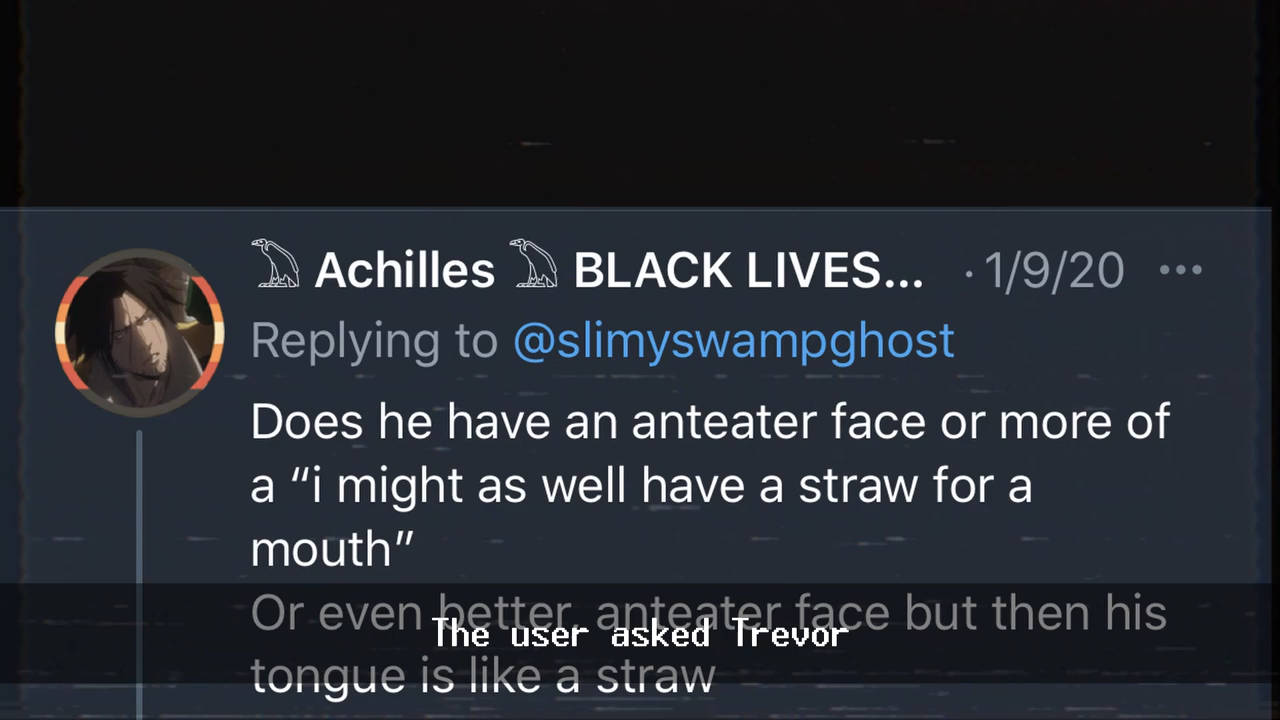 𓅐 Achilles 𓅐 BLACK LIVES... · 1/9/20 •••
Replying to @slimyswampghost
Does he have an anteater face or more of
a “i might as well have a straw for a
mouth”
Or even better, anteater face but then his
The user asked Trevor
tongue is like a straw